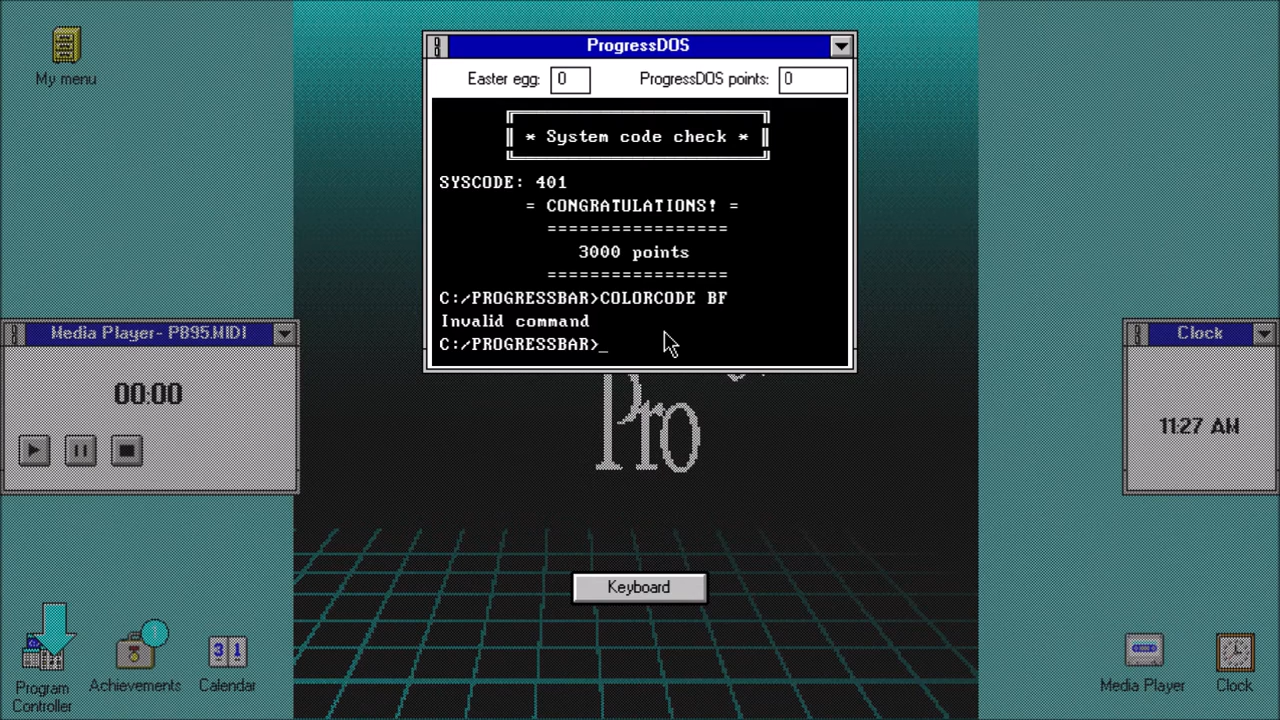 My menu
ProgressDOS
Easter egg: 0 ProgressDOS points: 0
* System code check *
SYSCODE: 401
= CONGRATULATIONS! =
=================
3000 points
=================
C:/PROGRESSBAR>COLORCODE BF
Invalid command
C:/PROGRESSBAR>_
Media Player- PB95.MIDI
00:00
Clock
11:27 AM
Pro
Keyboard
Program Controller
Achievements
31
Calendar
Media Player
Clock